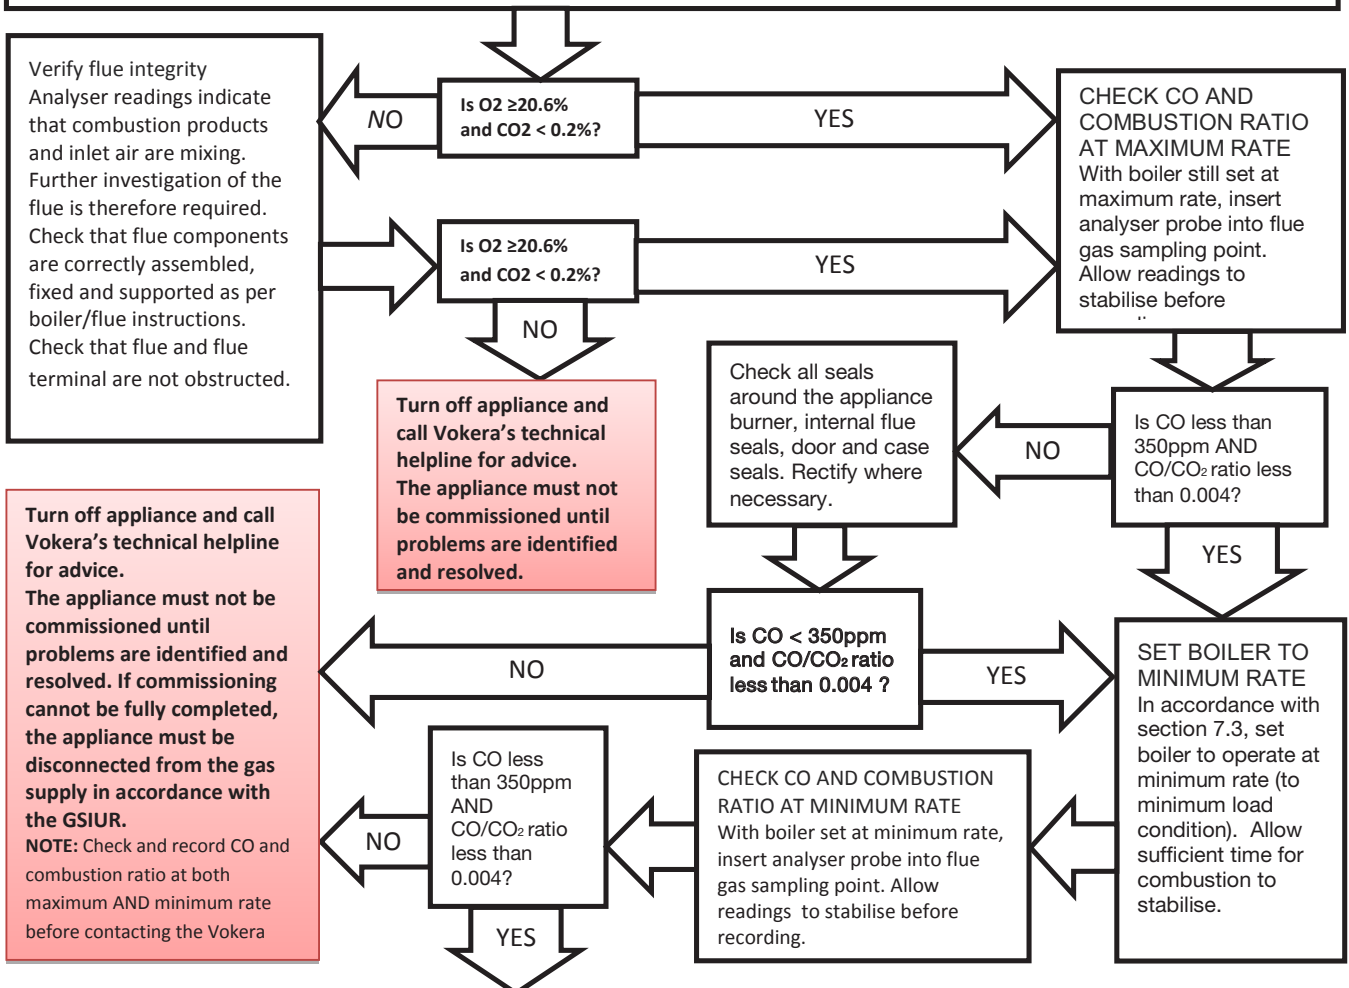 Verify flue integrity
Analyser readings indicate
that combustion products
and inlet air are mixing.
Further investigation of the
flue is therefore required.
Check that flue components
are correctly assembled,
fixed and supported as per
boiler/flue instructions.
Check that flue and flue
terminal are not obstructed.
NO
Is O2 ≥20.6%
and CO2 < 0.2%?
YES
CHECK CO AND
COMBUSTION RATIO
AT MAXIMUM RATE
With boiler still set at
maximum rate, insert
analyser probe into flue
gas sampling point.
Allow readings to
stabilise before
Is O2 ≥20.6%
and CO2 < 0.2%?
YES
NO
Turn off appliance and
call Vokera’s technical
helpline for advice.
The appliance must not
be commissioned until
problems are identified
and resolved.
Check all seals
around the appliance
burner, internal flue
seals, door and case
seals. Rectify where
necessary.
NO
Is CO less than
350ppm AND
CO/CO₂ ratio less
than 0.004?
YES
Turn off appliance and call
Vokera’s technical helpline
for advice.
The appliance must not be
commissioned until
problems are identified and
resolved. If commissioning
cannot be fully completed,
the appliance must be
disconnected from the gas
supply in accordance with
the GSIUR.
NOTE: Check and record CO and
combustion ratio at both
maximum AND minimum rate
before contacting the Vokera
NO
Is CO < 350ppm
and CO/CO₂ ratio
less than 0.004 ?
YES
SET BOILER TO
MINIMUM RATE
In accordance with
section 7.3, set
boiler to operate at
minimum rate (to
minimum load
condition). Allow
sufficient time for
combustion to
stabilise.
CHECK CO AND COMBUSTION
RATIO AT MINIMUM RATE
With boiler set at minimum rate,
insert analyser probe into flue
gas sampling point. Allow
readings to stabilise before
recording.
Is CO less
than 350ppm
AND
CO/CO₂ ratio
less than
0.004?
NO
YES